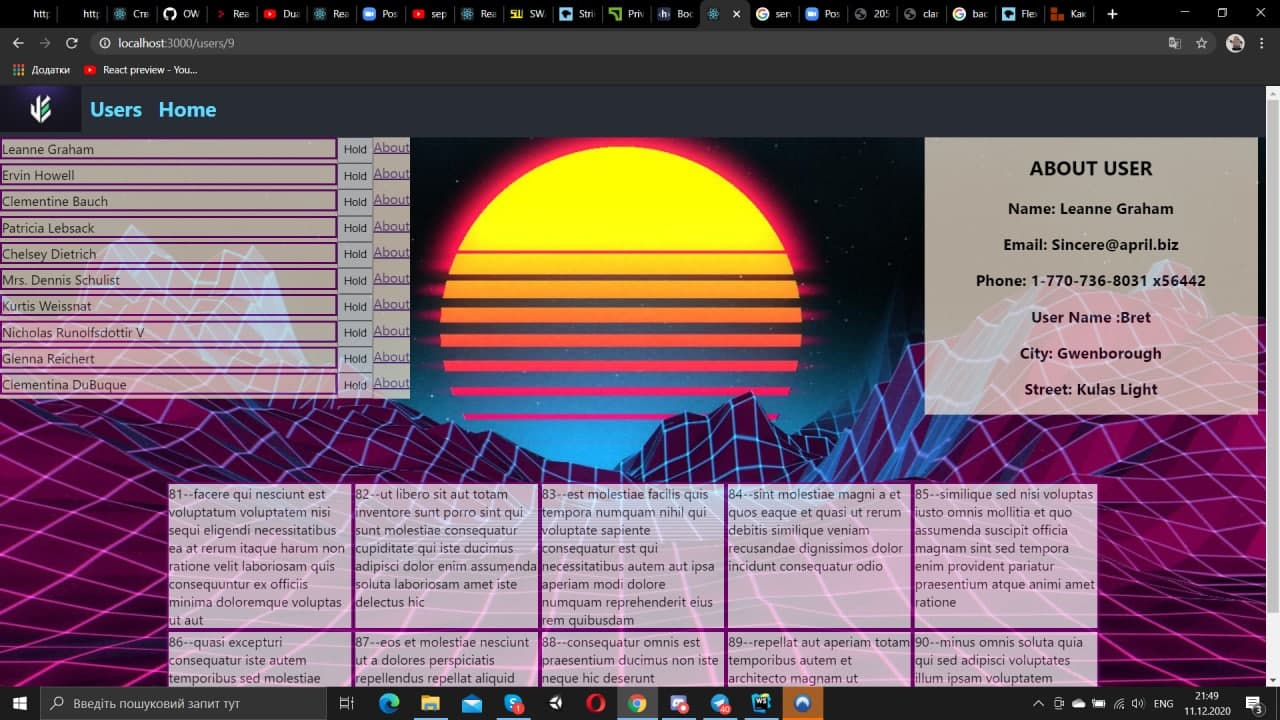 http
http
Ств
OW
Rea
Dua
Rea
Pos
sep
Rea
SW
Stri
Priv
Вос
ser
Pos
205
clar
bac
Flex
Как
localhost:3000/users/9
Додатки
React preview - You...
Users Home
Leanne Graham Hold About
Ervin Howell Hold About
Clementine Bauch Hold About
Patricia Lebsack Hold About
Chelsey Dietrich Hold About
Mrs. Dennis Schulist Hold About
Kurtis Weissnat Hold About
Nicholas Runolfsdottir V Hold About
Glenna Reichert Hold About
Clementina DuBuque Hold About
ABOUT USER
Name: Leanne Graham
Email: Sincere@april.biz
Phone: 1-770-736-8031 x56442
User Name :Bret
City: Gwenborough
Street: Kulas Light
81--facere qui nesciunt est
voluptatum voluptatem nisi
sequi eligendi necessitatibus
ea at rerum itaque harum non
ratione velit laboriosam quis
consequuntur ex officiis
minima doloremque voluptas
ut aut
82--ut libero sit aut totam
inventore sunt porro sint qui
sunt molestiae consequatur
cupiditate qui iste ducimus
adipisci dolor enim assumenda
soluta laboriosam amet iste
delectus hic
83--est molestiae facilis quis
tempora numquam nihil qui
voluptate sapiente
consequatur est qui
necessitatibus autem aut ipsa
aperiam modi dolore
numquam reprehenderit eius
rem quibusdam
84--sint molestiae magni a et
quos eaque et quasi ut rerum
debitis similique veniam
recusandae dignissimos dolor
incidunt consequatur odio
85--similique sed nisi voluptas
iusto omnis mollitia et quo
assumenda suscipit officia
magnam sint sed tempora
enim provident pariatur
praesentium atque animi amet
ratione
86--quasi excepturi
consequatur iste autem
temporibus sed molestiae
87--eos et molestiae nesciunt
ut a dolores perspiciatis
repellendus repellat aliquid
88--consequatur omnis est
praesentium ducimus non iste
neque hic deserunt
89--repellat aut aperiam totam
temporibus autem et
architecto magnam ut
90--minus omnis soluta quia
qui sed adipisci voluptates
illum ipsam voluptatem
Введіть пошуковий запит тут
ENG
21:49
11.12.2020